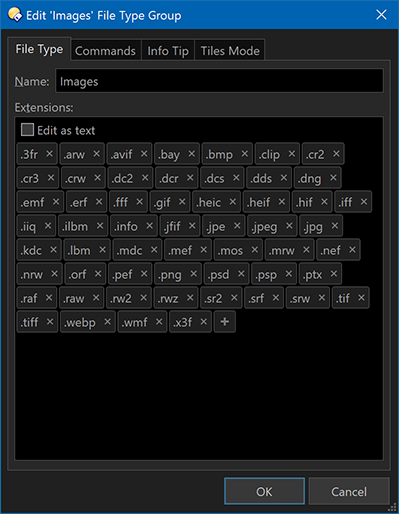 Edit 'Images' File Type Group
File Type Commands Info Tip Tiles Mode
Name: Images
Extensions:
Edit as text
.3fr .arw .avif .bay .bmp .clip .cr2
.cr3 .crw .dc2 .dcr .dcs .dds .dng
.emf .erf .fff .gif .heic .heif .hif .iff
.iiq .ilbm .info .jfif .jpe .jpeg .jpg
.kdc .lbm .mdc .mef .mos .mrw .nef
.nrw .orf .pef .png .psd .psp .ptx
.raf .raw .rw2 .rwz .sr2 .srf .srw .tif
.tiff .webp .wmf .x3f
OK Cancel